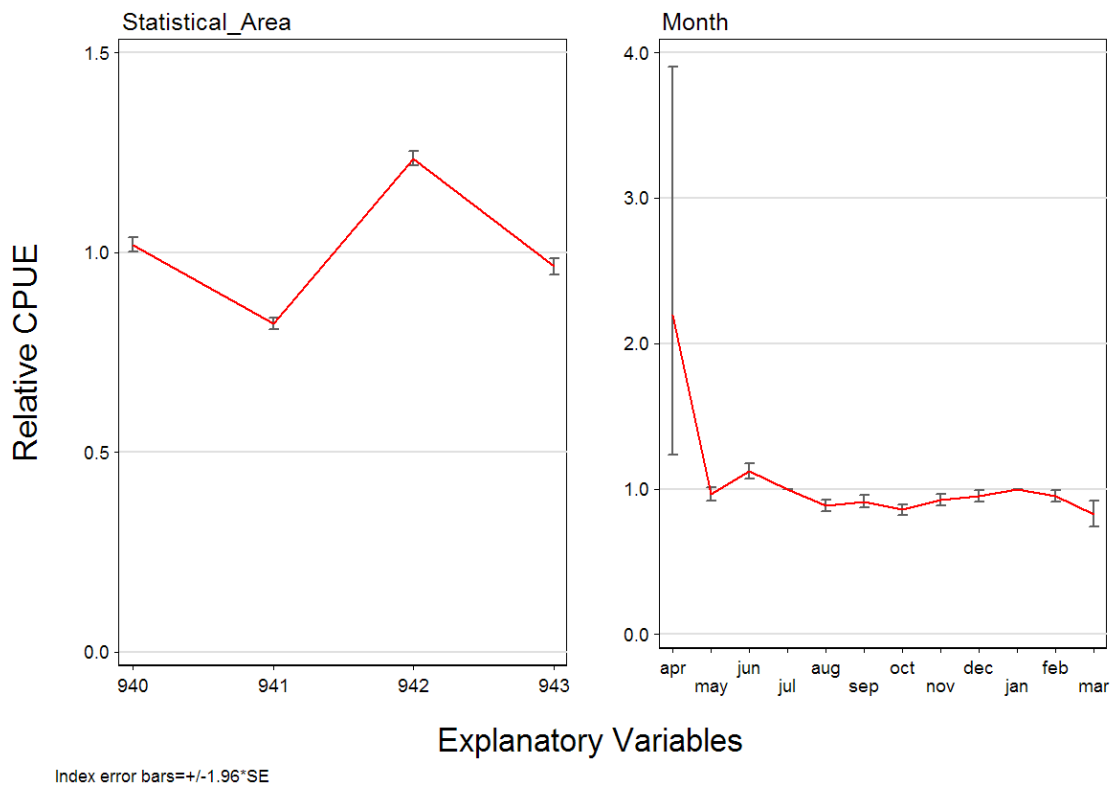 Statistical_Area
Month
1.5
1.0
0.5
0.0
4.0
3.0
2.0
1.0
0.0
Relative CPUE
940 941 942 943
apr jun aug oct dec feb
may jul sep nov jan mar
Explanatory Variables
Index error bars=+/-1.96*SE